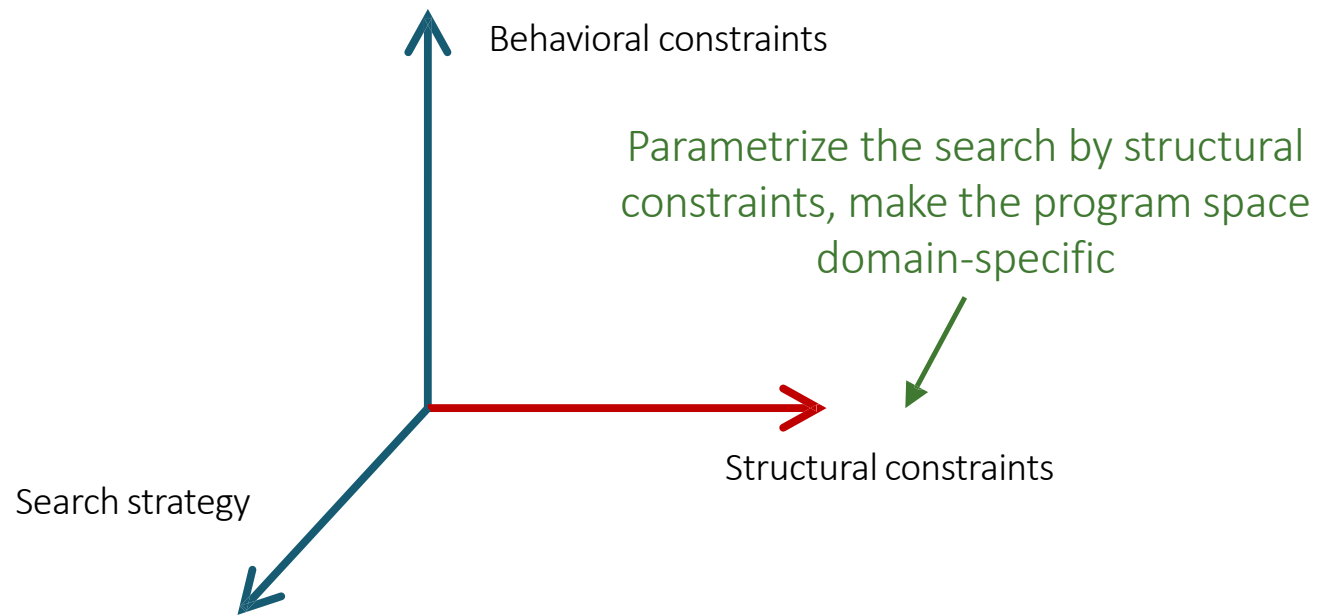 Behavioral constraints
Parametrize the search by structural
constraints, make the program space
domain-specific
Structural constraints
Search strategy